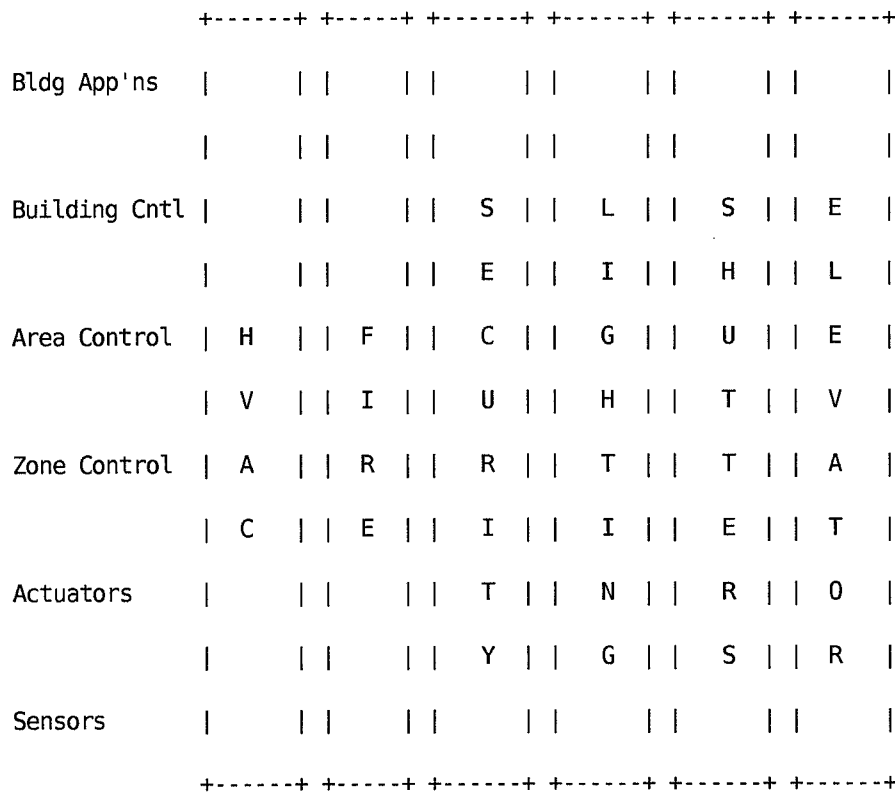 +------+ +-----+ +------+ +------+ +------+ +------+
Bldg App'ns   |      | |     | |      | |      | |      | |      |
              |      | |     | |      | |      | |      | |      |
Building Cntl |      | |     | |   S  | |   L  | |   S  | |  E   |
              |      | |     | |   E  | |   I  | |   H  | |  L   |
Area Control  |  H   | |  F  | |   C  | |   G  | |   U  | |  E   |
              |  V   | |  I  | |   U  | |   H  | |   T  | |  V   |
Zone Control  |  A   | |  R  | |   R  | |   T  | |   T  | |  A   |
              |  C   | |  E  | |   I  | |   I  | |   E  | |  T   |
Actuators     |      | |     | |   T  | |   N  | |   R  | |  O   |
              |      | |     | |   Y  | |   G  | |   S  | |  R   |
Sensors       |      | |     | |      | |      | |      | |      |
              +------+ +-----+ +------+ +------+ +------+ +------+